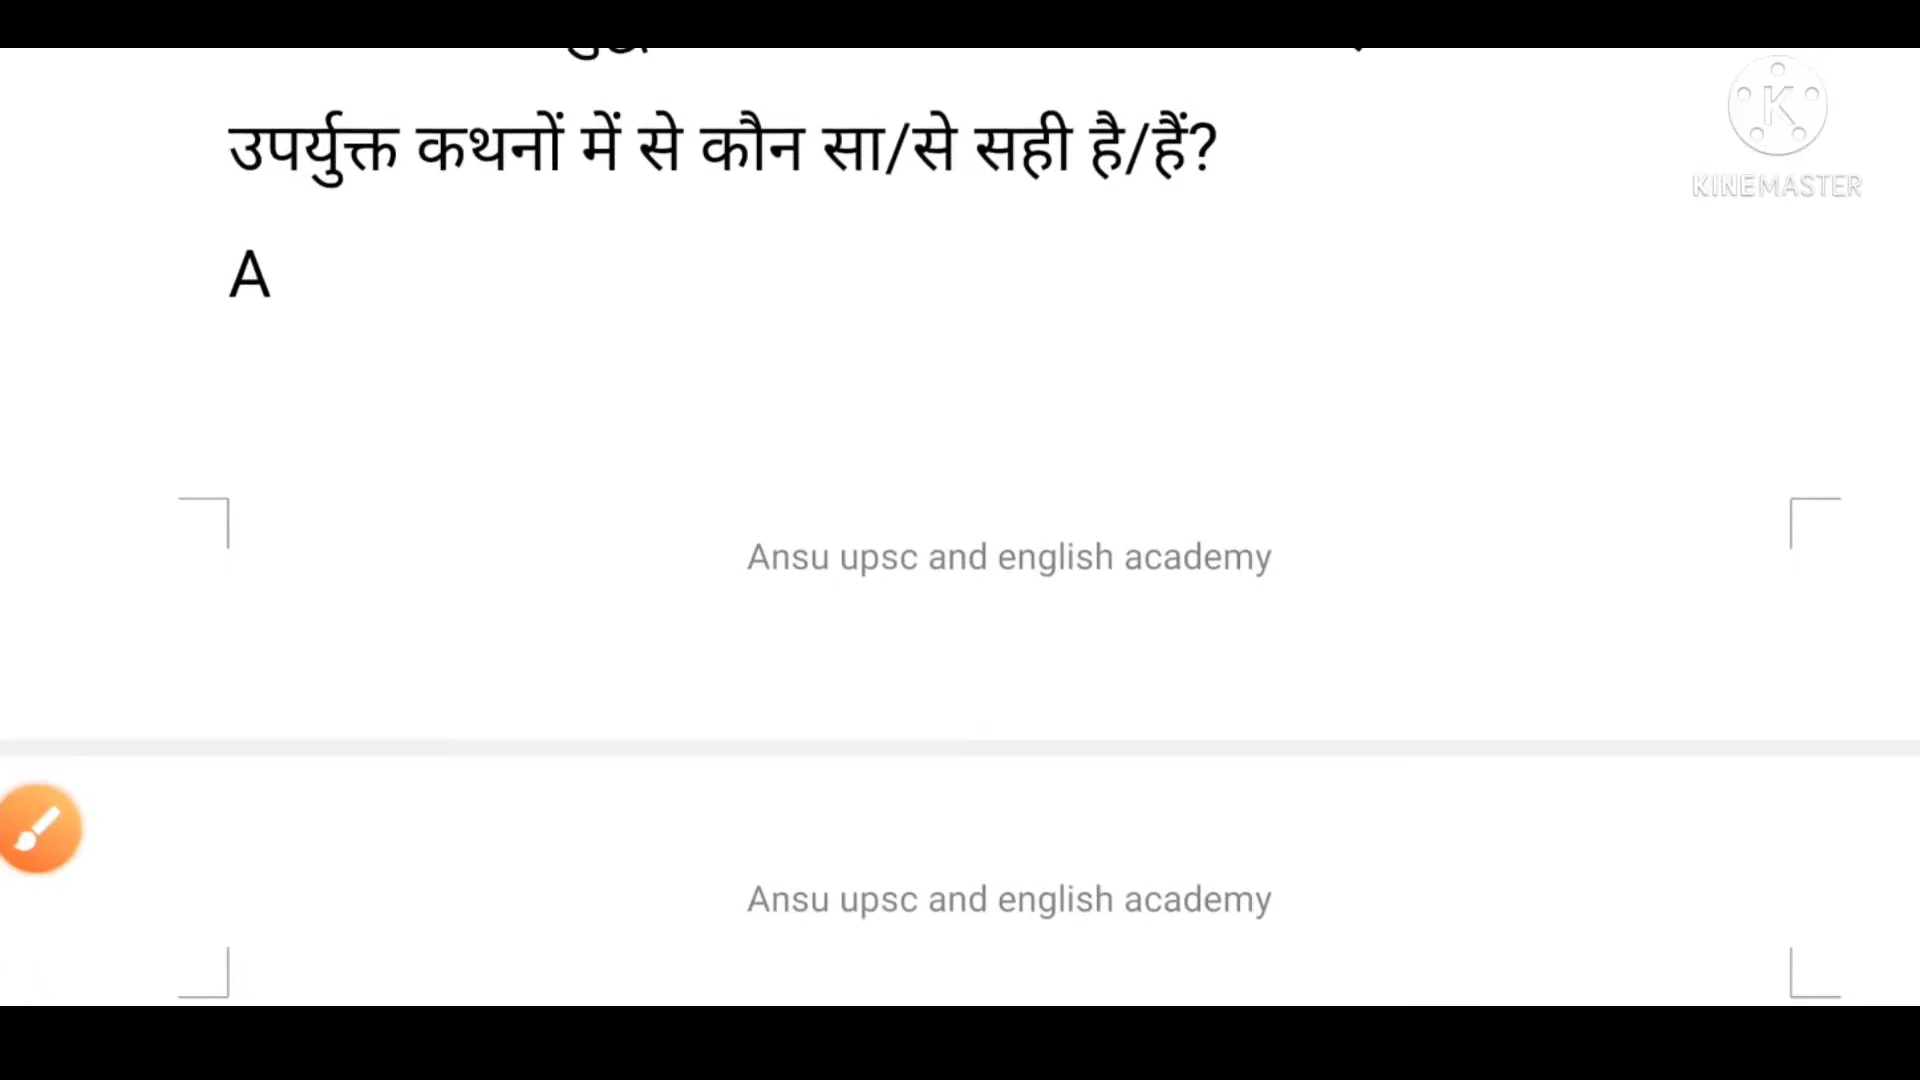 उपर्युक्त कथनों में से कौन सा/से सही है/हैं?
K
KINEMASTER
A
Ansu upsc and english academy
Ansu upsc and english academy